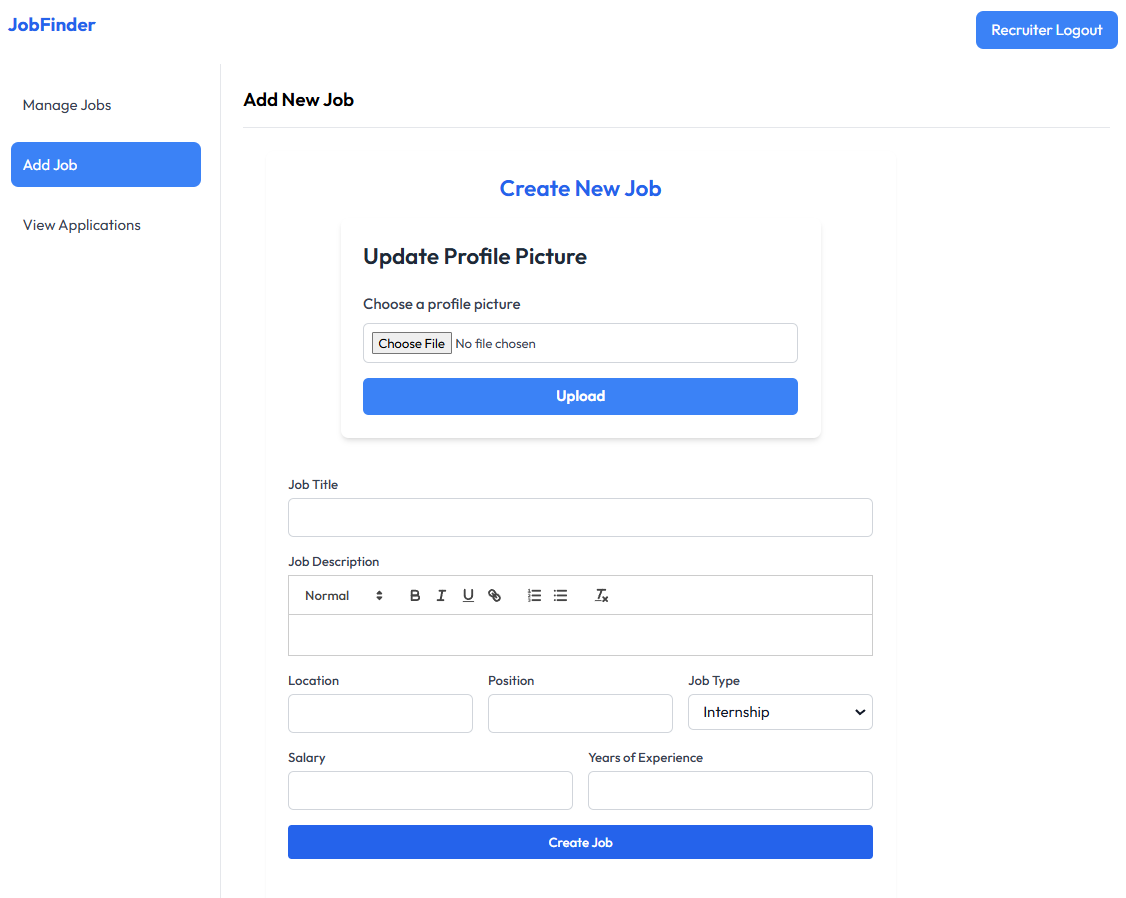 JobFinder
Recruiter Logout
Manage Jobs
Add Job
View Applications
Add New Job
Create New Job
Update Profile Picture
Choose a profile picture
Choose File No file chosen
Upload
Job Title
Job Description
Normal B I U
Location Position Job Type
Internship
Salary Years of Experience
Create Job